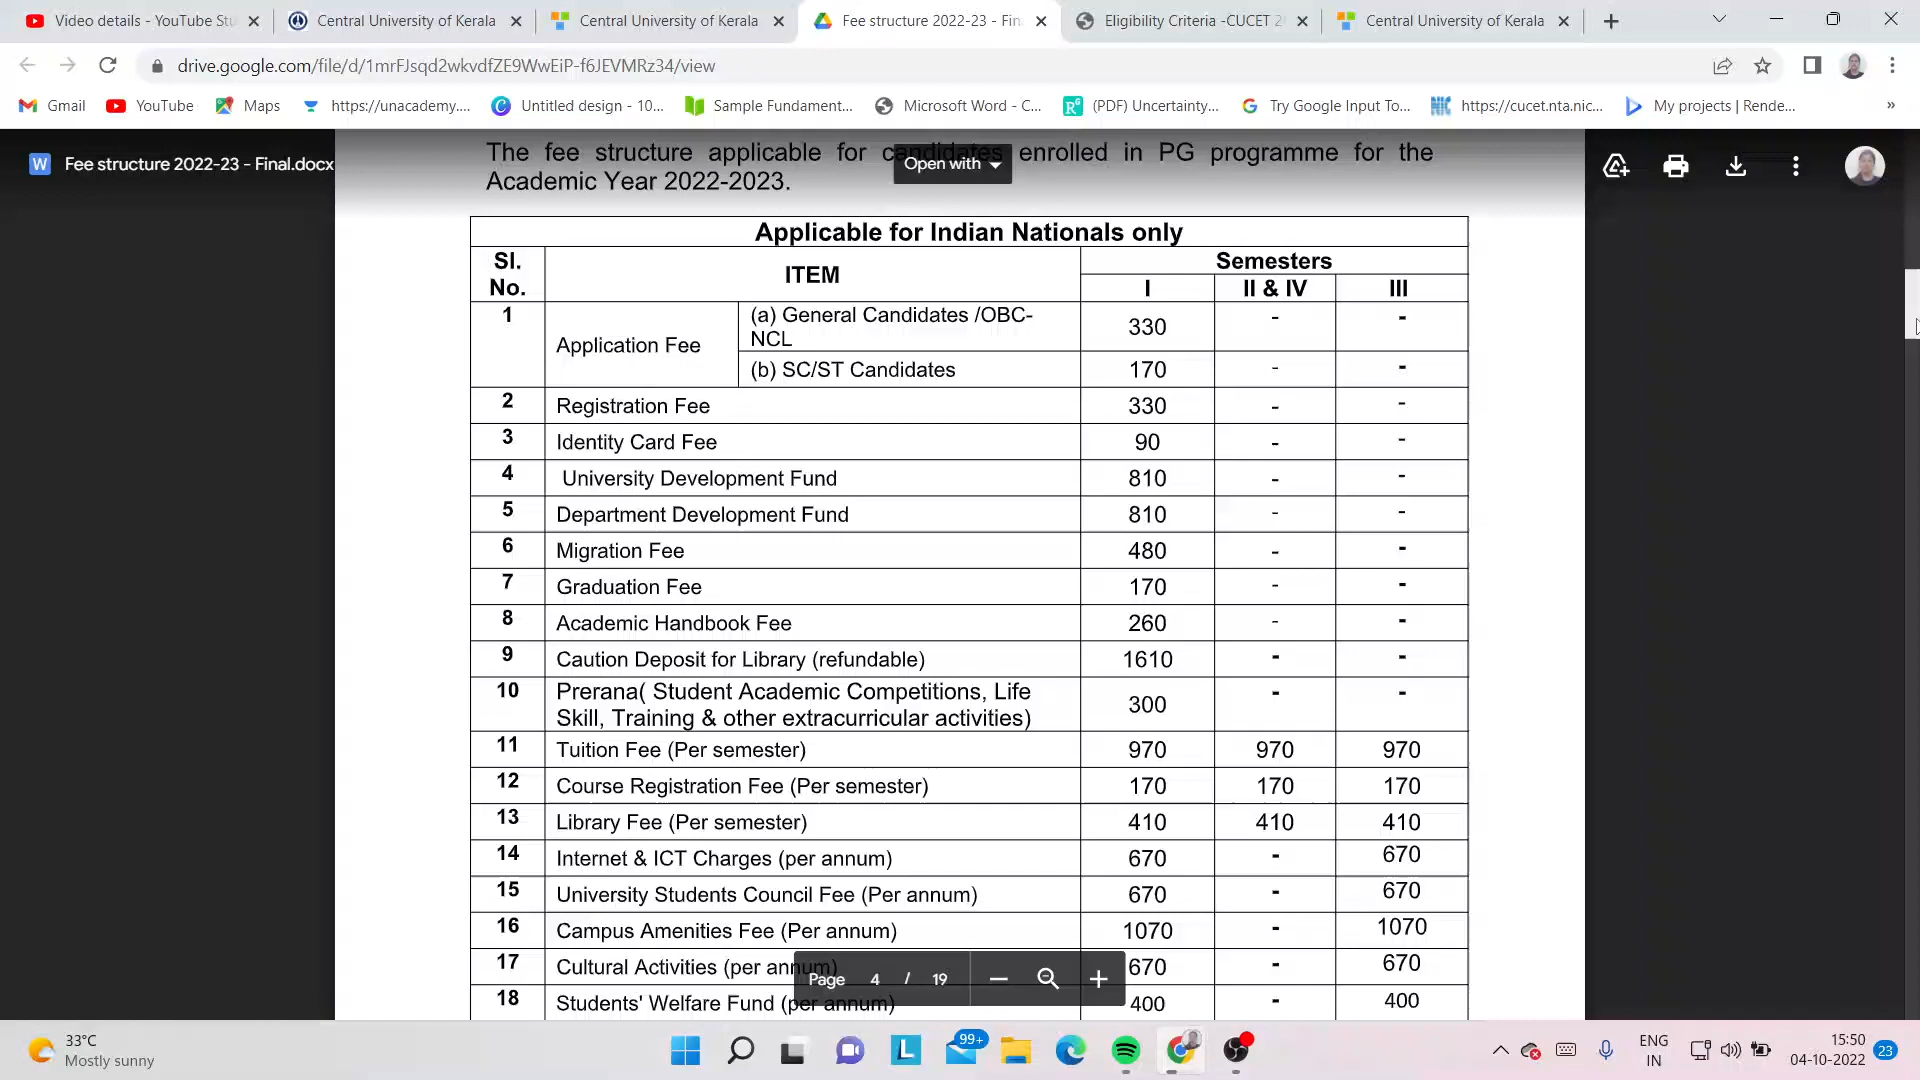 Video details - YouTube Stu
Central University of Kerala
Central University of Kerala
Fee structure 2022-23 - Fin
Eligibility Criteria -CUCET 2
Central University of Kerala
drive.google.com/file/d/1mrFJsqd2wkvdfZE9WwEiP-f6JEVMRz34/view
Gmail
YouTube
Maps
https://unacademy....
Untitled design - 10...
Sample Fundament...
Microsoft Word - C...
(PDF) Uncertainty...
Try Google Input To...
https://cucet.nta.nic...
My projects | Rende...
»
W
Fee structure 2022-23 - Final.docx
Open with
The fee structure applicable for candidates enrolled in PG programme for the
Academic Year 2022-2023.
Applicable for Indian Nationals only
Sl. No. ITEM Semesters
I II & IV III
1 Application Fee (a) General Candidates /OBC-NCL 330 - -
(b) SC/ST Candidates 170 - -
2 Registration Fee 330 - -
3 Identity Card Fee 90 - -
4 University Development Fund 810 - -
5 Department Development Fund 810 - -
6 Migration Fee 480 - -
7 Graduation Fee 170 - -
8 Academic Handbook Fee 260 - -
9 Caution Deposit for Library (refundable) 1610 - -
10 Prerana( Student Academic Competitions, Life
Skill, Training & other extracurricular activities) 300 - -
11 Tuition Fee (Per semester) 970 970 970
12 Course Registration Fee (Per semester) 170 170 170
13 Library Fee (Per semester) 410 410 410
14 Internet & ICT Charges (per annum) 670 - 670
15 University Students Council Fee (Per annum) 670 - 670
16 Campus Amenities Fee (Per annum) 1070 - 1070
17 Cultural Activities (per annum) 670 - 670
18 Students' Welfare Fund (per annum) 400 - 400
Page 4 / 19
33°C
Mostly sunny
99+
ENG
IN
15:50
04-10-2022
23